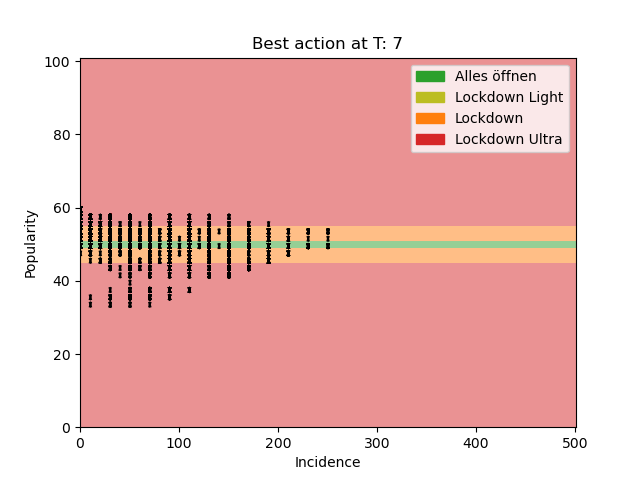 Best action at T: 7
100
80
60
40
20
0
Popularity
Alles öffnen
Lockdown Light
Lockdown
Lockdown Ultra
0 100 200 300 400 500
Incidence